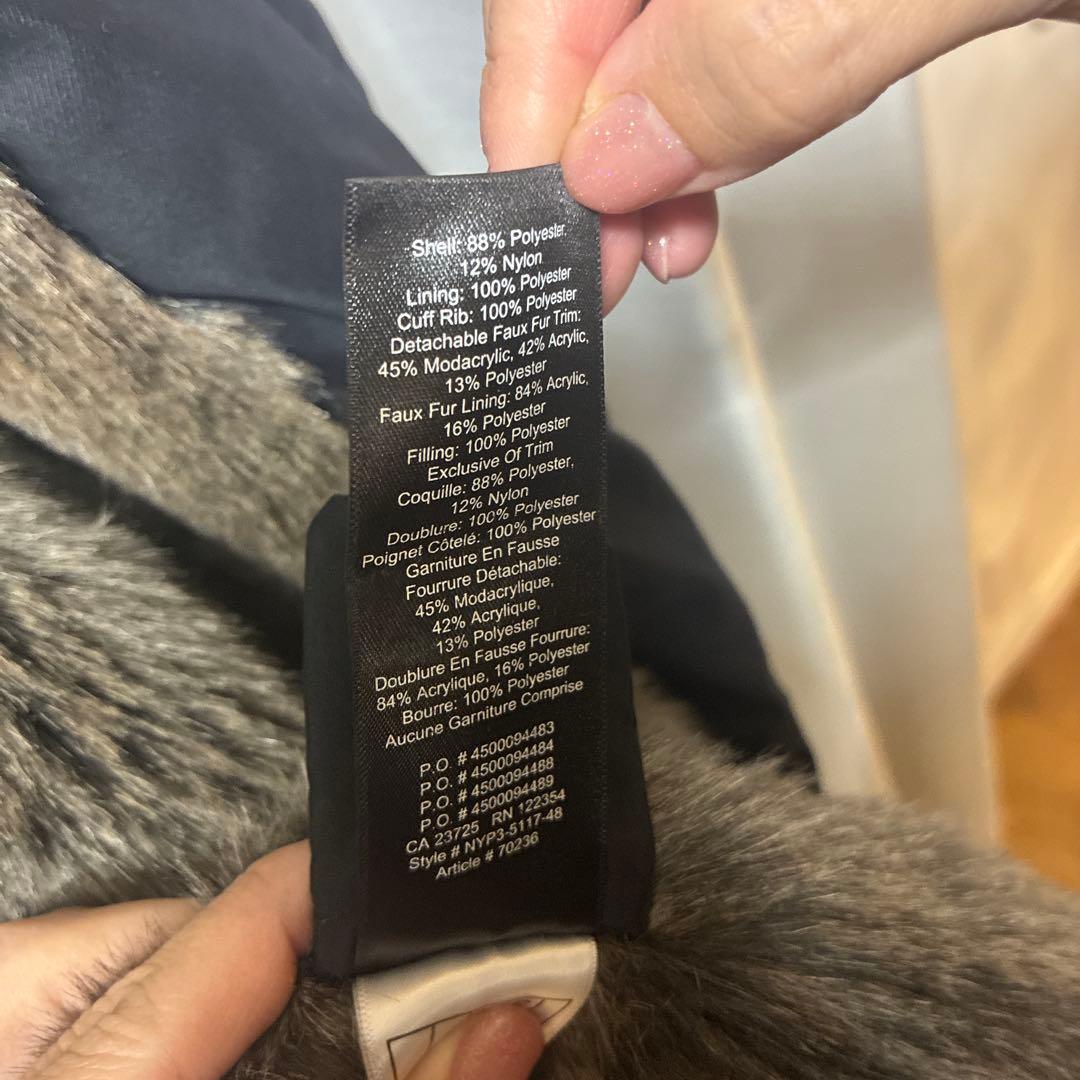 Shell: 88% Polyester,
12% Nylon
Lining: 100% Polyester
Cuff Rib: 100% Polyester
Detachable Faux Fur Trim:
45% Modacrylic, 42% Acrylic,
13% Polyester
Faux Fur Lining: 84% Acrylic,
16% Polyester
Filling: 100% Polyester
Exclusive Of Trim
Coquille: 88% Polyester,
12% Nylon
Doublure: 100% Polyester
Poignet Côtelé: 100% Polyester
Garniture En Fausse
Fourrure Détachable:
45% Modacrylique,
42% Acrylique,
13% Polyester
Doublure En Fausse Fourrure:
84% Acrylique, 16% Polyester
Bourre: 100% Polyester
Aucune Garniture Comprise
P.O. # 4500094483
P.O. # 4500094484
P.O. # 4500094488
P.O. # 4500094489
CA 23725 RN 122354
Style # NYP3-5117-48
Article # 70236